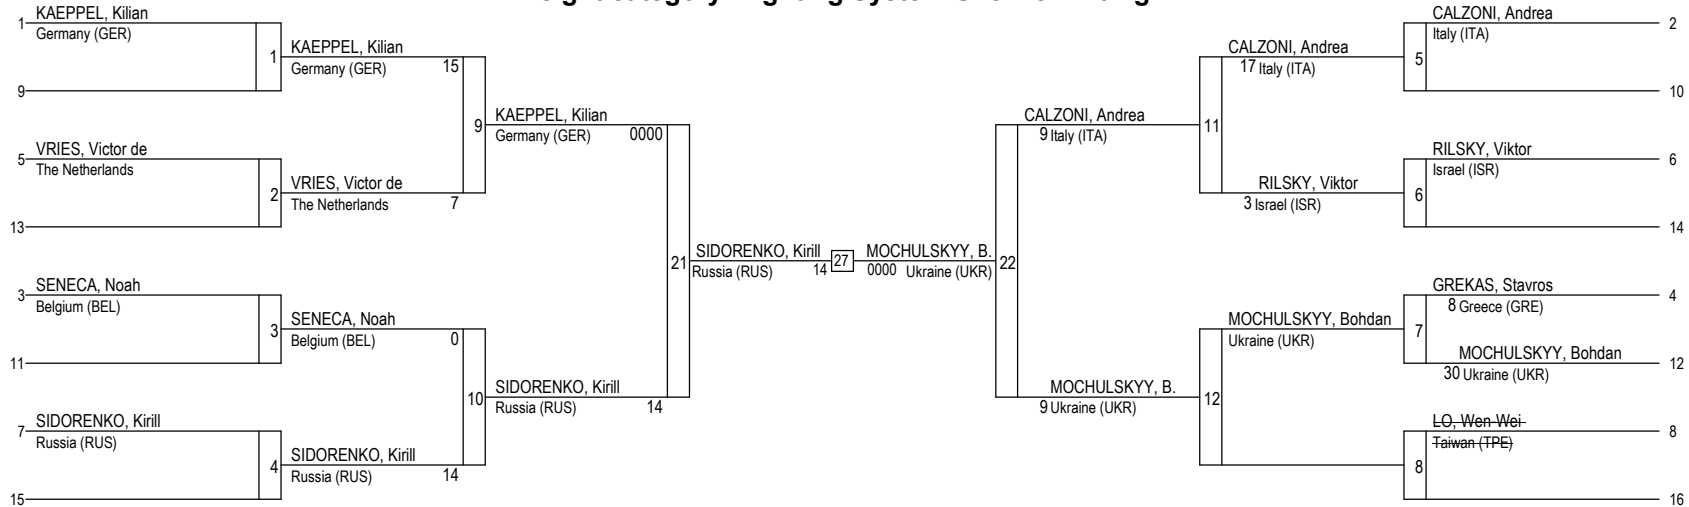 KAEPPEL, Kilian
1
Germany (GER)
1
KAEPPEL, Kilian
Germany (GER)
15
9
VRIES, Victor de
5
The Netherlands
2
VRIES, Victor de
The Netherlands
7
13
9
KAEPPEL, Kilian
Germany (GER)
0000
SENECA, Noah
3
Belgium (BEL)
3
SENECA, Noah
Belgium (BEL)
0
11
SIDORENKO, Kirill
7
Russia (RUS)
4
SIDORENKO, Kirill
Russia (RUS)
14
15
10
SIDORENKO, Kirill
Russia (RUS)
14
21
SIDORENKO, Kirill
Russia (RUS)
14
27
MOCHULSKYY, B.
0000 Ukraine (UKR)
22
CALZONI, Andrea
9 Italy (ITA)
11
CALZONI, Andrea
17 Italy (ITA)
5
CALZONI, Andrea
2
Italy (ITA)
10
RILSKY, Viktor
3 Israel (ISR)
6
RILSKY, Viktor
6
Israel (ISR)
14
MOCHULSKYY, B.
9 Ukraine (UKR)
12
MOCHULSKYY, Bohdan
Ukraine (UKR)
7
GREKAS, Stavros
4
8 Greece (GRE)
MOCHULSKYY, Bohdan
12
30 Ukraine (UKR)
8
LO, Wen-Wei
8
Taiwan (TPE)
16